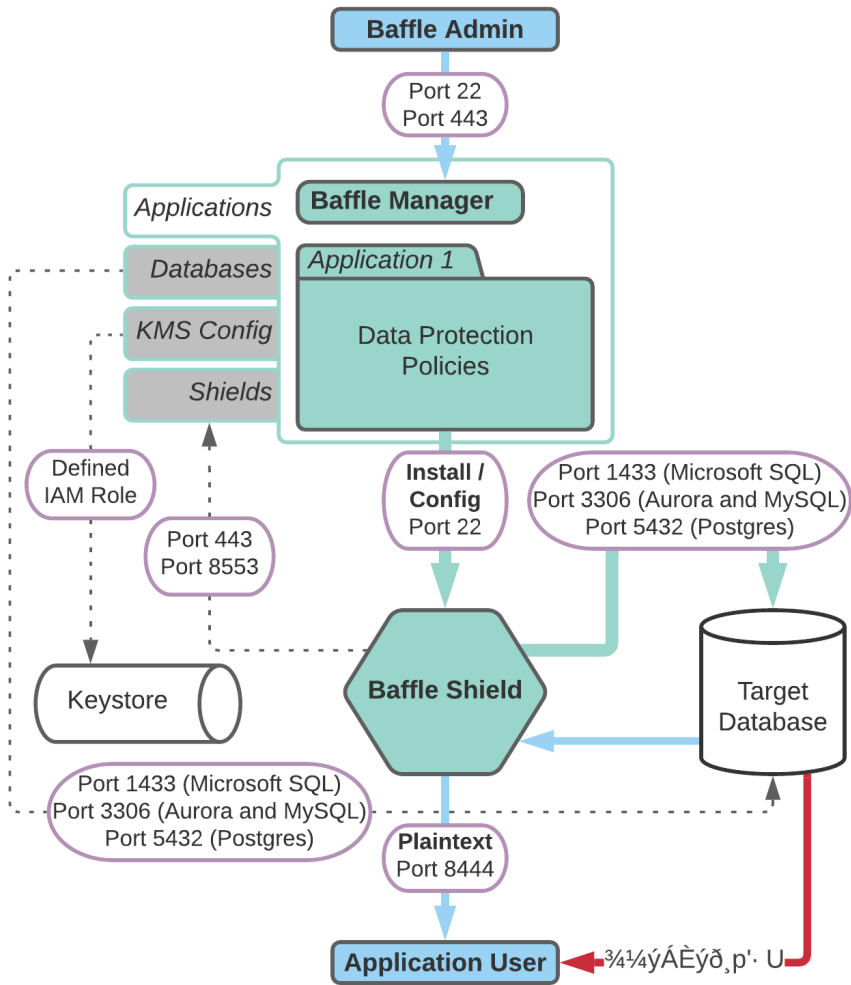 Baffle Admin
Port 22
Port 443
Baffle Manager
Applications
Databases
KMS Config
Shields
Application 1
Data Protection
Policies
Defined
IAM Role
Port 443
Port 8553
Install /
Config
Port 22
Port 1433 (Microsoft SQL)
Port 3306 (Aurora and MySQL)
Port 5432 (Postgres)
Keystore
Baffle Shield
Target
Database
Port 1433 (Microsoft SQL)
Port 3306 (Aurora and MySQL)
Port 5432 (Postgres)
Plaintext
Port 8444
Application User
¾¼ýÁÈýð¸p'· U